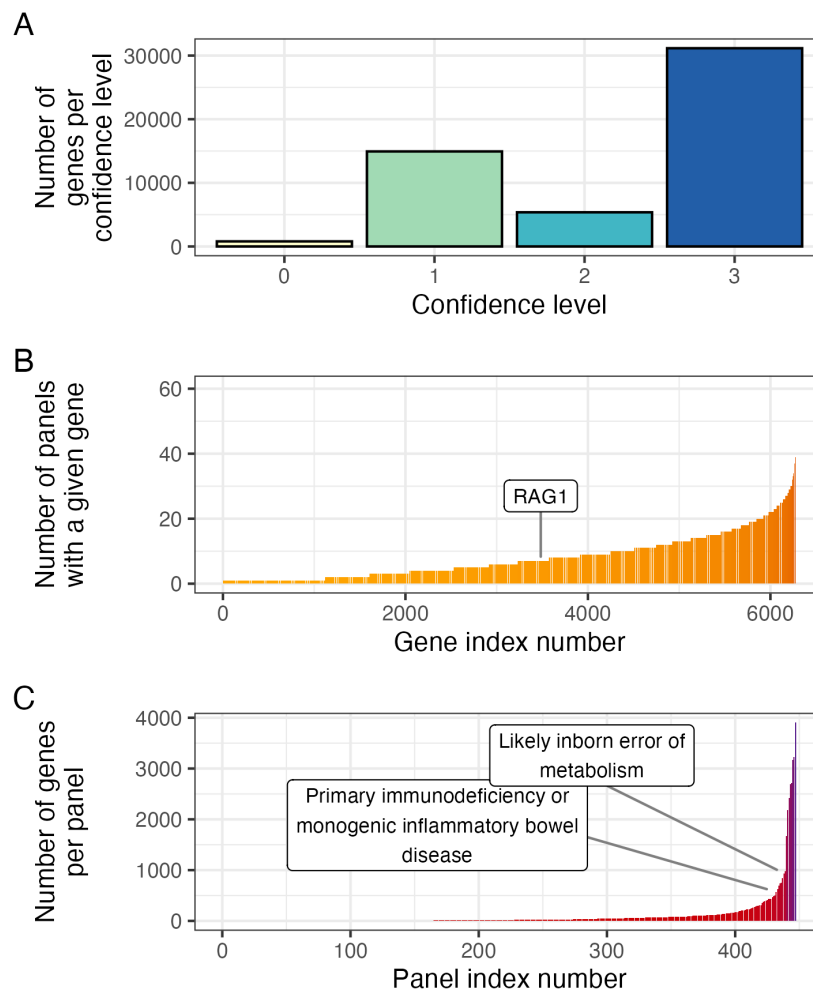 A
Number of
genes per
confidence level
30000
20000
10000
0
0 1 2 3
Confidence level
B
Number of panels
with a given gene
60
40
20
0
RAG1
0 2000 4000 6000
Gene index number
C
Number of genes
per panel
4000
3000
2000
1000
0
Likely inborn error of
metabolism
Primary immunodeficiency or
monogenic inflammatory bowel
disease
0 100 200 300 400
Panel index number